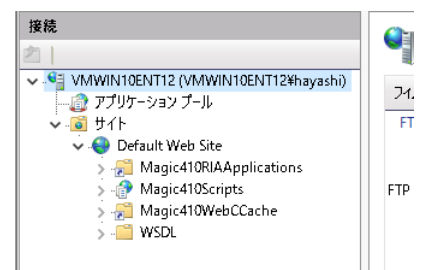 接続
VMWIN10ENT12 (VMWIN10ENT12¥hayashi)
アプリケーション プール
サイト
Default Web Site
Magic410RIAApplications
Magic410Scripts
Magic410WebCCache
WSDL
FT
FTP